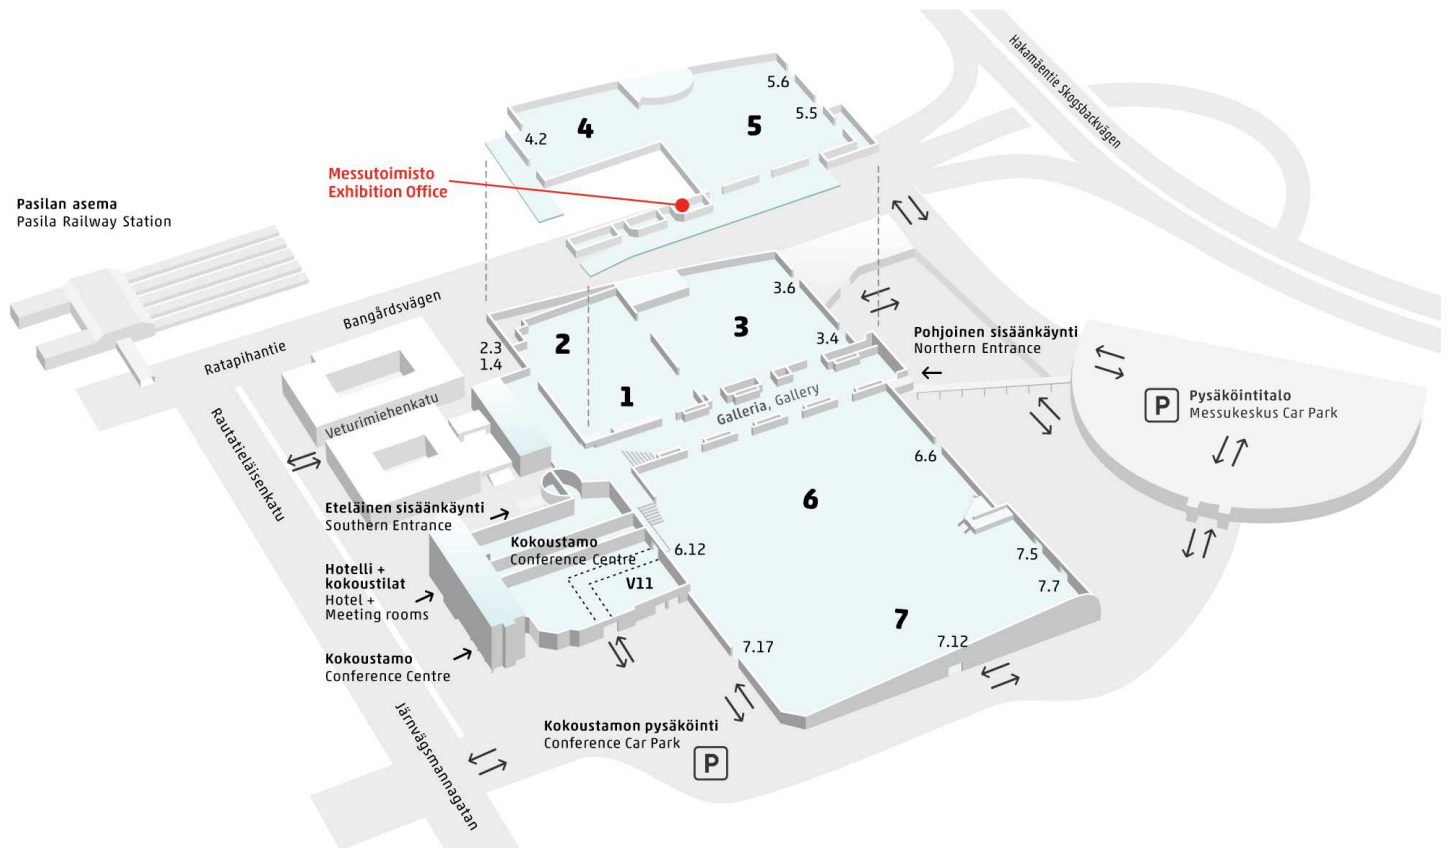 Hakamäentie Skogsbackvägen
5.6
5.5
5
4
4.2
Messutoimisto
Exhibition Office
Pasilan asema
Pasila Railway Station
Ratapihantie
Bangårdsvägen
3.6
3
3.4
2
2.3
1.4
1
Pohjoinen sisäänkäynti
Northern Entrance
P
Pysäköintitalo
Messukeskus Car Park
Galleria, Gallery
Veturimiehenkatu
Rautatieläisenkatu
6.6
6
Eteläinen sisäänkäynti
Southern Entrance
Kokoustamo
Conference Centre
6.12
V11
7.5
7.7
Hotelli +
kokoustilat
Hotel +
Meeting rooms
7
7.12
7.17
Kokoustamo
Conference Centre
Järnvägsmannagatan
Kokoustamon pysäköinti
Conference Car Park
P